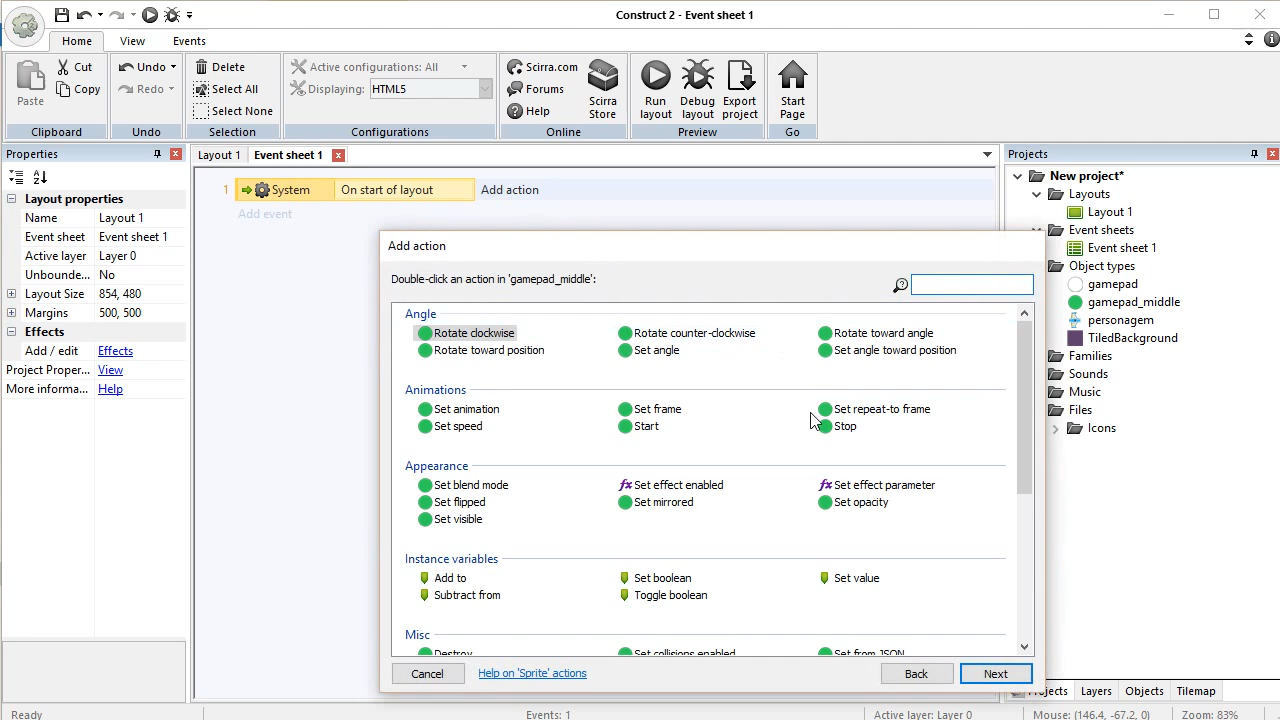 Construct 2 - Event sheet 1
Home View Events
Paste
Cut
Copy
Clipboard
Undo
Redo
Undo
Delete
Select All
Select None
Selection
Active configurations: All
Displaying: HTML5
Configurations
Scirra.com
Forums
Help
Scirra
Store
Online
Run
layout
Debug
layout
Export
project
Preview
Start
Page
Go
Properties
Layout properties
Name Layout 1
Event sheet Event sheet 1
Active layer Layer 0
Unbounde... No
Layout Size 854, 480
Margins 500, 500
Effects
Add / edit Effects
Project Proper... View
More informa... Help
Layout 1 Event sheet 1
1 System On start of layout Add action
Add event
Add action
Double-click an action in 'gamepad_middle':
Angle
Rotate clockwise Rotate counter-clockwise Rotate toward angle
Rotate toward position Set angle Set angle toward position
Animations
Set animation Set frame Set repeat-to frame
Set speed Start Stop
Appearance
Set blend mode Set effect enabled Set effect parameter
Set flipped Set mirrored Set opacity
Set visible
Instance variables
Add to Set boolean Set value
Subtract from Toggle boolean
Misc
Destroy Set collisions enabled Set from JSON
Cancel Help on 'Sprite' actions Back Next
Projects
New project*
Layouts
Layout 1
Event sheets
Event sheet 1
Object types
gamepad
gamepad_middle
personagem
TiledBackground
Families
Sounds
Music
Files
Icons
Projects Layers Objects Tilemap
Ready Events: 1 Active layer: Layer 0 Mouse: (146.4, -67.2, 0) Zoom: 83%